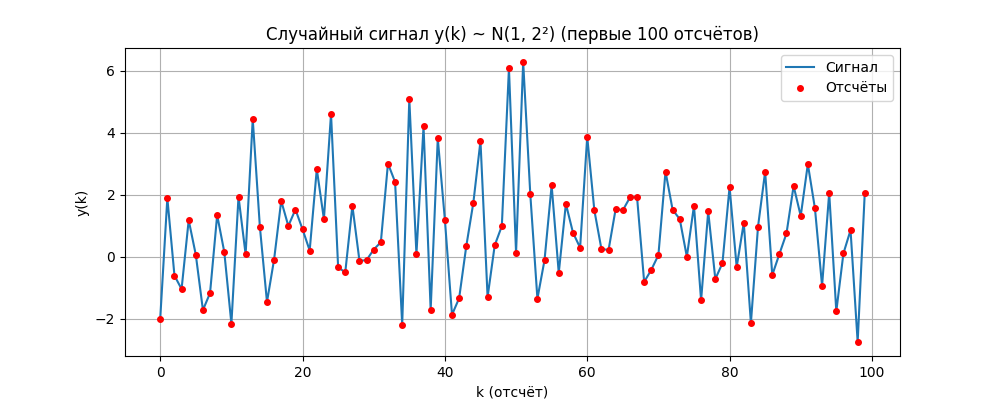 Случайный сигнал y(k) ~ N(1, 2²) (первые 100 отсчётов)
Сигнал
Отсчёты
6
4
2
0
−2
y(k)
0 20 40 60 80 100
k (отсчёт)